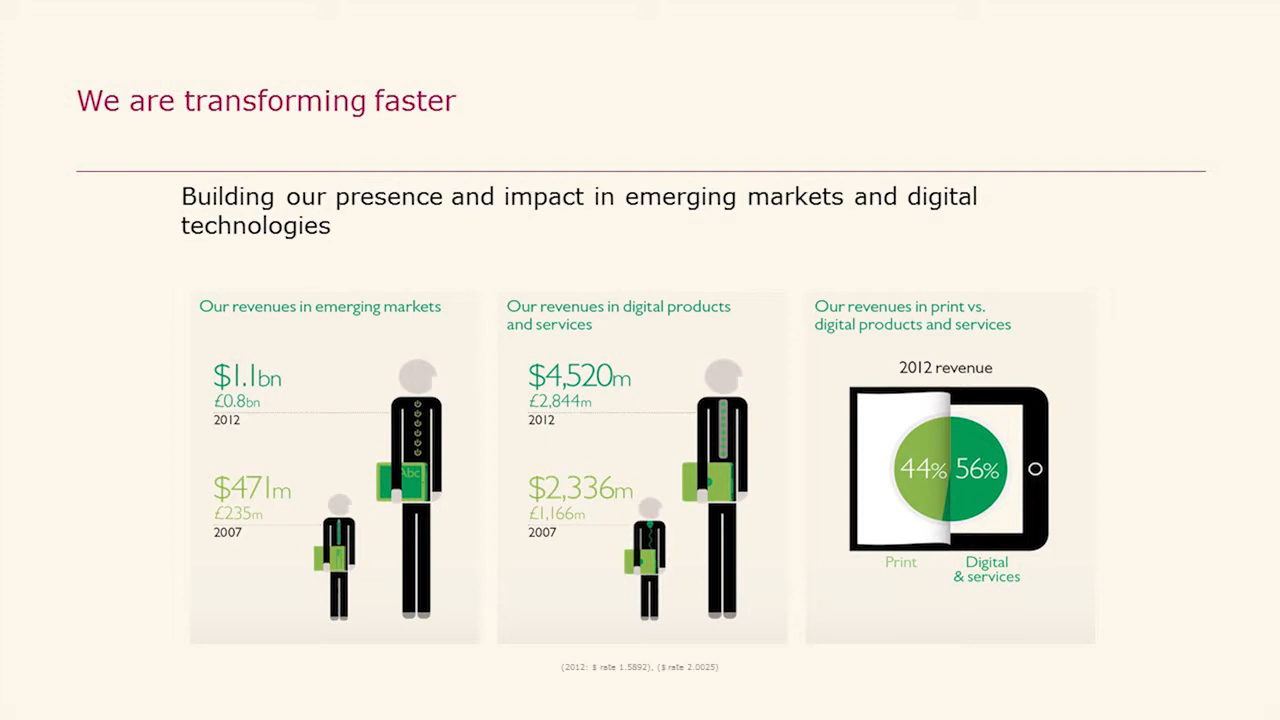 We are transforming faster
Building our presence and impact in emerging markets and digital
technologies
Our revenues in emerging markets
$1.1bn
£0.8bn
2012
$471m
£235m
2007
Abc
Our revenues in digital products
and services
$4,520m
£2,844m
2012
$2,336m
£1,166m
2007
Our revenues in print vs.
digital products and services
2012 revenue
44% 56%
Print
Digital
& services
(2012: $ rate 1.5892), ($ rate 2.0025)